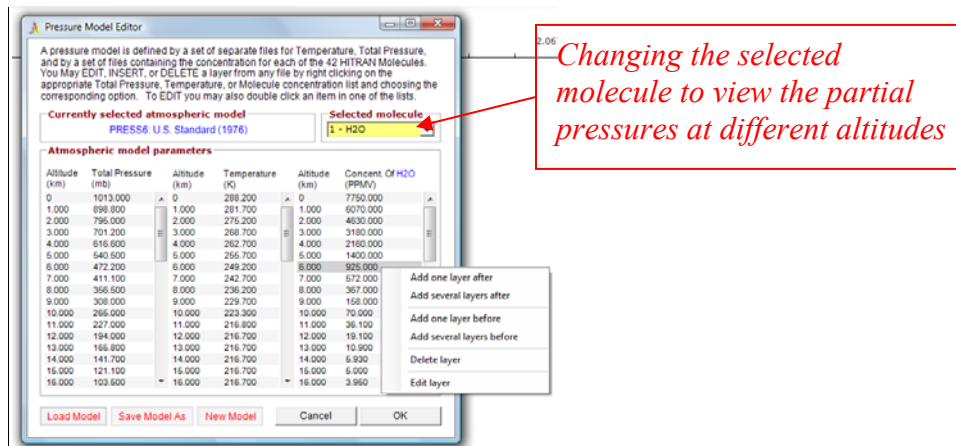 Pressure Model Editor
A pressure model is defined by a set of separate files for Temperature, Total Pressure,
and by a set of files containing the concentration for each of the 42 HITRAN Molecules.
You May EDIT, INSERT, or DELETE a layer from any file by right clicking on the
appropriate Total Pressure, Temperature, or Molecule concentration list and choosing the
corresponding option. To EDIT you may also double click an item in one of the lists.
Currently selected atmospheric model
PRESS6: U.S. Standard (1976)
Selected molecule
1 - H2O
Atmospheric model parameters
Altitude Total Pressure Altitude Temperature Altitude Concent. Of H2O
(km) (mb) (km) (K) (km) (PPMV)
0 1013.000 0 288.200 0 7750.000
1.000 898.800 1.000 281.700 1.000 6070.000
2.000 795.000 2.000 275.200 2.000 4630.000
3.000 701.200 3.000 268.700 3.000 3180.000
4.000 616.600 4.000 262.700 4.000 2160.000
5.000 540.500 5.000 255.700 5.000 1400.000
6.000 472.200 6.000 249.200 6.000 925.000
7.000 411.100 7.000 242.700 7.000 572.000
8.000 356.500 8.000 236.200 8.000 367.000
9.000 308.000 9.000 229.700 9.000 158.000
10.000 265.000 10.000 223.300 10.000 70.000
11.000 227.000 11.000 216.800 11.000 36.100
12.000 194.000 12.000 216.700 12.000 19.100
13.000 165.800 13.000 216.700 13.000 10.900
14.000 141.700 14.000 216.700 14.000 5.930
15.000 121.100 15.000 216.700 15.000 5.000
16.000 103.500 16.000 216.700 16.000 3.950
Add one layer after
Add several layers after
Add one layer before
Add several layers before
Delete layer
Edit layer
Load Model Save Model As New Model Cancel OK
2.06
Changing the selected
molecule to view the partial
pressures at different altitudes